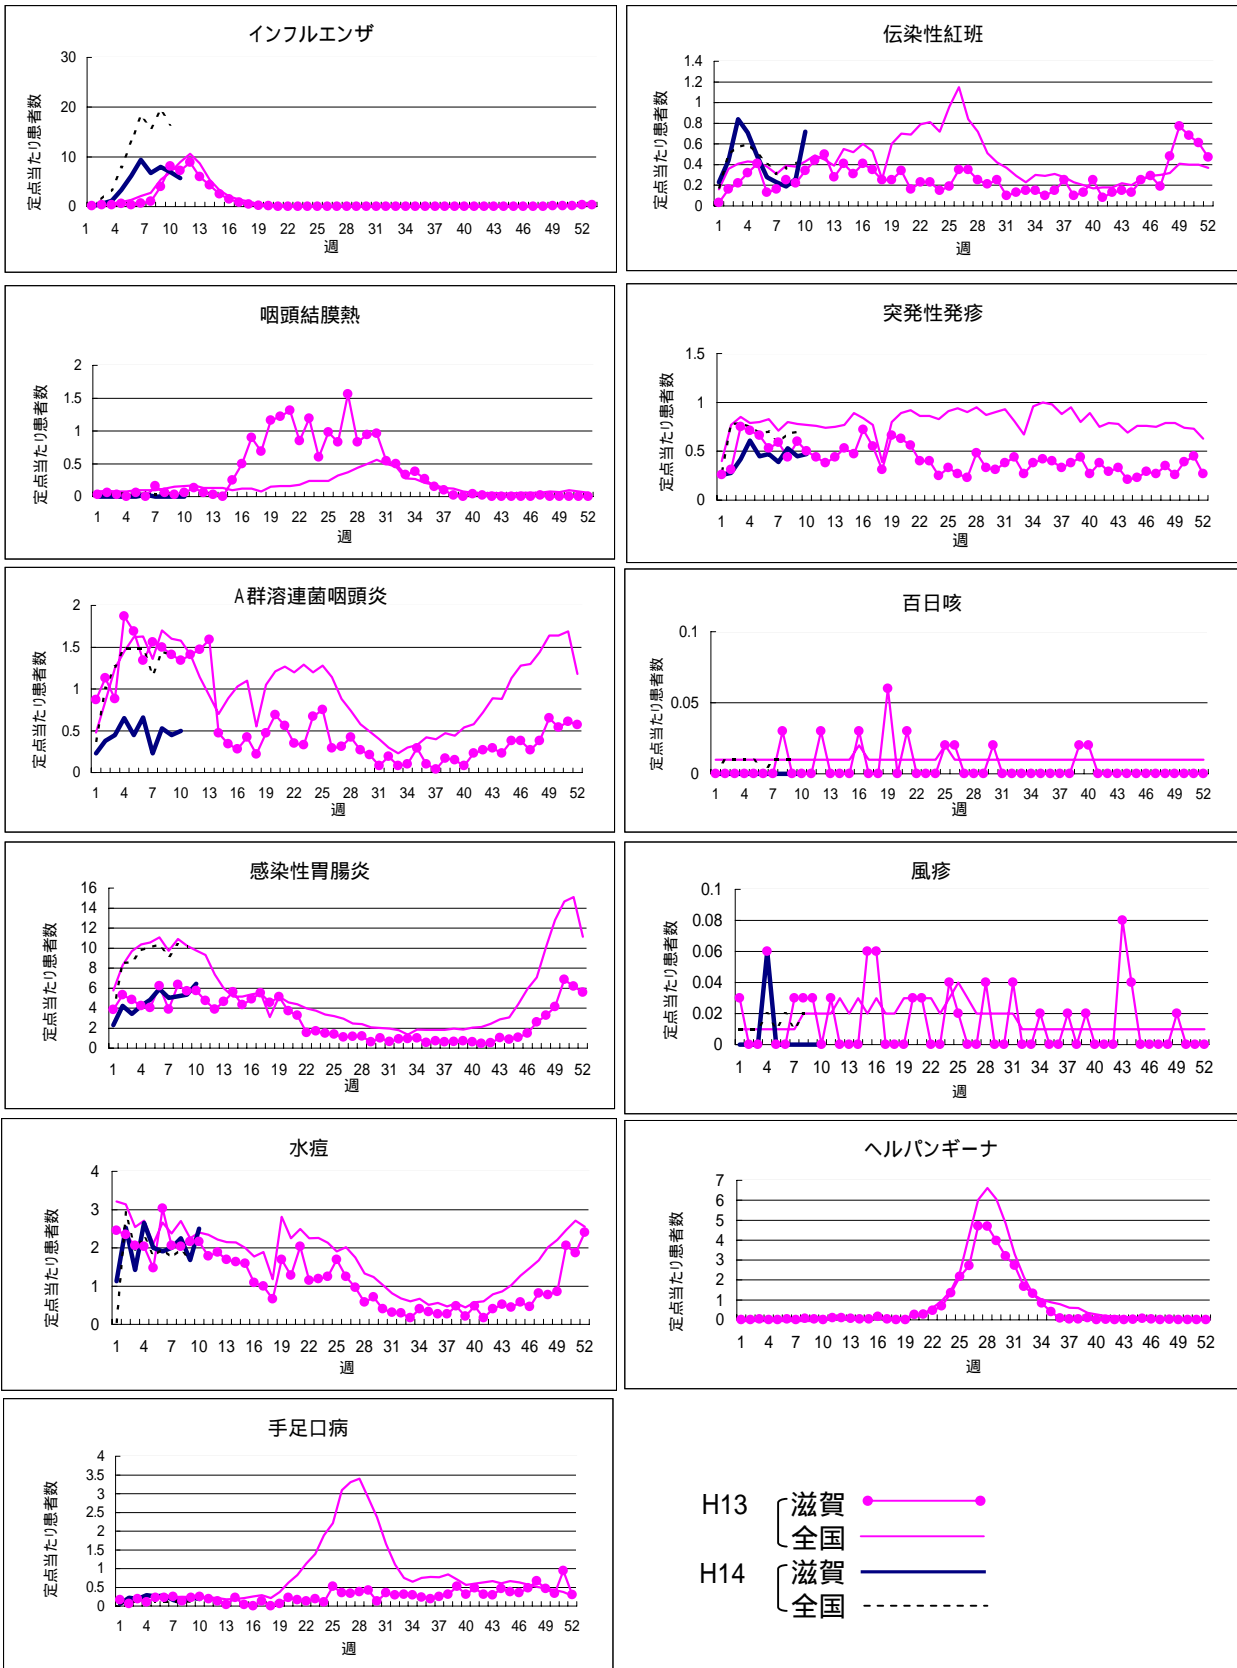 インフルエンザ
定点当たり患者数
30
20
10
0
1 4 7 10 13 16 19 22 25 28 31 34 37 40 43 46 49 52
週
伝染性紅班
定点当たり患者数
1.4
1.2
1
0.8
0.6
0.4
0.2
0
1 4 7 10 13 16 19 22 25 28 31 34 37 40 43 46 49 52
週
咽頭結膜熱
定点当たり患者数
2
1.5
1
0.5
0
1 4 7 10 13 16 19 22 25 28 31 34 37 40 43 46 49 52
週
突発性発疹
定点当たり患者数
1.5
1
0.5
0
1 4 7 10 13 16 19 22 25 28 31 34 37 40 43 46 49 52
週
A群溶連菌咽頭炎
定点当たり患者数
2
1.5
1
0.5
0
1 4 7 10 13 16 19 22 25 28 31 34 37 40 43 46 49 52
週
百日咳
定点当たり患者数
0.1
0.05
0
1 4 7 10 13 16 19 22 25 28 31 34 37 40 43 46 49 52
週
感染性胃腸炎
定点当たり患者数
16
14
12
10
8
6
4
2
0
1 4 7 10 13 16 19 22 25 28 31 34 37 40 43 46 49 52
週
風疹
定点当たり患者数
0.1
0.08
0.06
0.04
0.02
0
1 4 7 10 13 16 19 22 25 28 31 34 37 40 43 46 49 52
週
水痘
定点当たり患者数
4
3
2
1
0
1 4 7 10 13 16 19 22 25 28 31 34 37 40 43 46 49 52
週
ヘルパンギーナ
定点当たり患者数
7
6
5
4
3
2
1
0
1 4 7 10 13 16 19 22 25 28 31 34 37 40 43 46 49 52
週
手足口病
定点当たり患者数
4
3.5
3
2.5
2
1.5
1
0.5
0
1 4 7 10 13 16 19 22 25 28 31 34 37 40 43 46 49 52
週
H13 滋賀
全国
H14 滋賀
全国